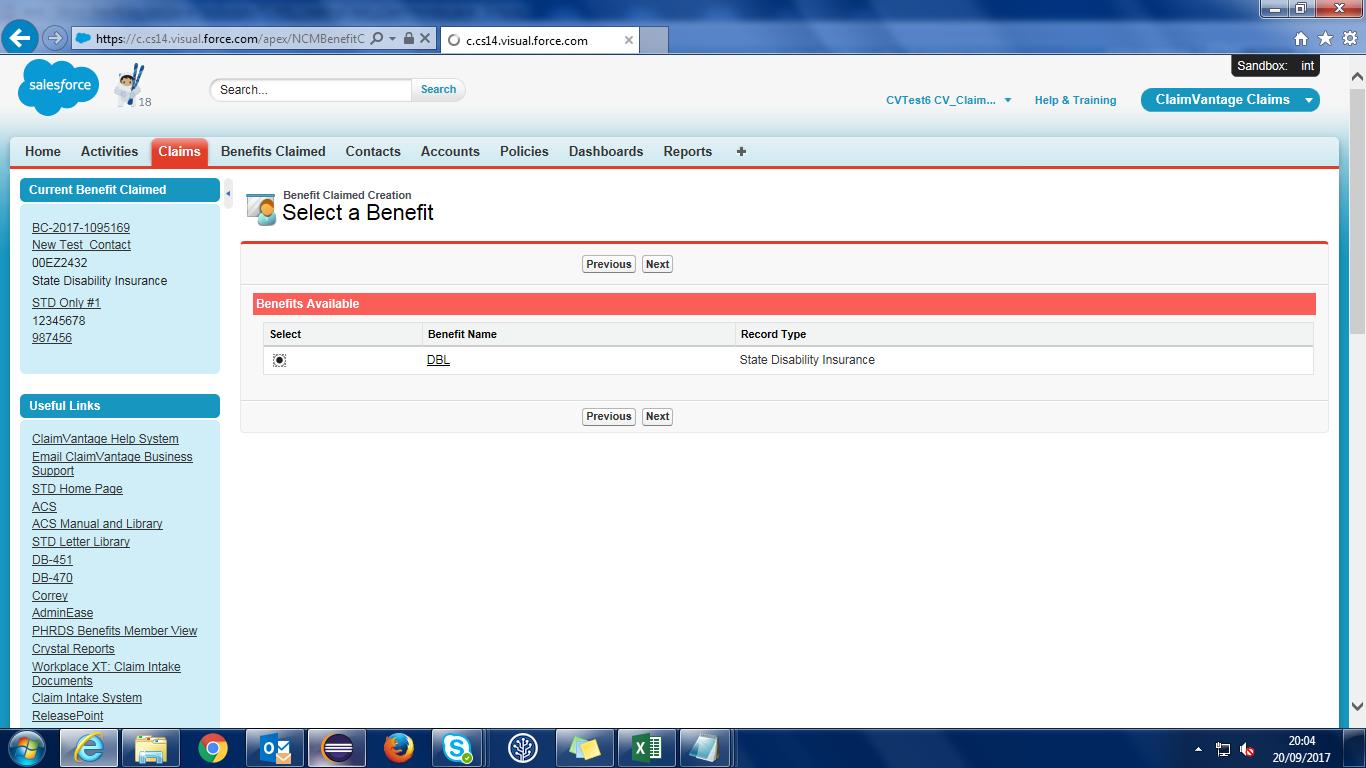 https://c.cs14.visual.force.com/apex/NCMBenefitC
c.cs14.visual.force.com
Sandbox: int
salesforce
18
Search...
Search
CVTest6 CV_Claim...
Help & Training
ClaimVantage Claims
Home Activities Claims Benefits Claimed Contacts Accounts Policies Dashboards Reports
Current Benefit Claimed
BC-2017-1095169
New Test_Contact
00EZ2432
State Disability Insurance
STD Only #1
12345678
987456
Useful Links
ClaimVantage Help System
Email ClaimVantage Business
Support
STD Home Page
ACS
ACS Manual and Library
STD Letter Library
DB-451
DB-470
Correy
AdminEase
PHRDS Benefits Member View
Crystal Reports
Workplace XT: Claim Intake
Documents
Claim Intake System
ReleasePoint
Benefit Claimed Creation
Select a Benefit
Previous Next
Benefits Available
Select Benefit Name Record Type
DBL State Disability Insurance
Previous Next
20:04
20/09/2017